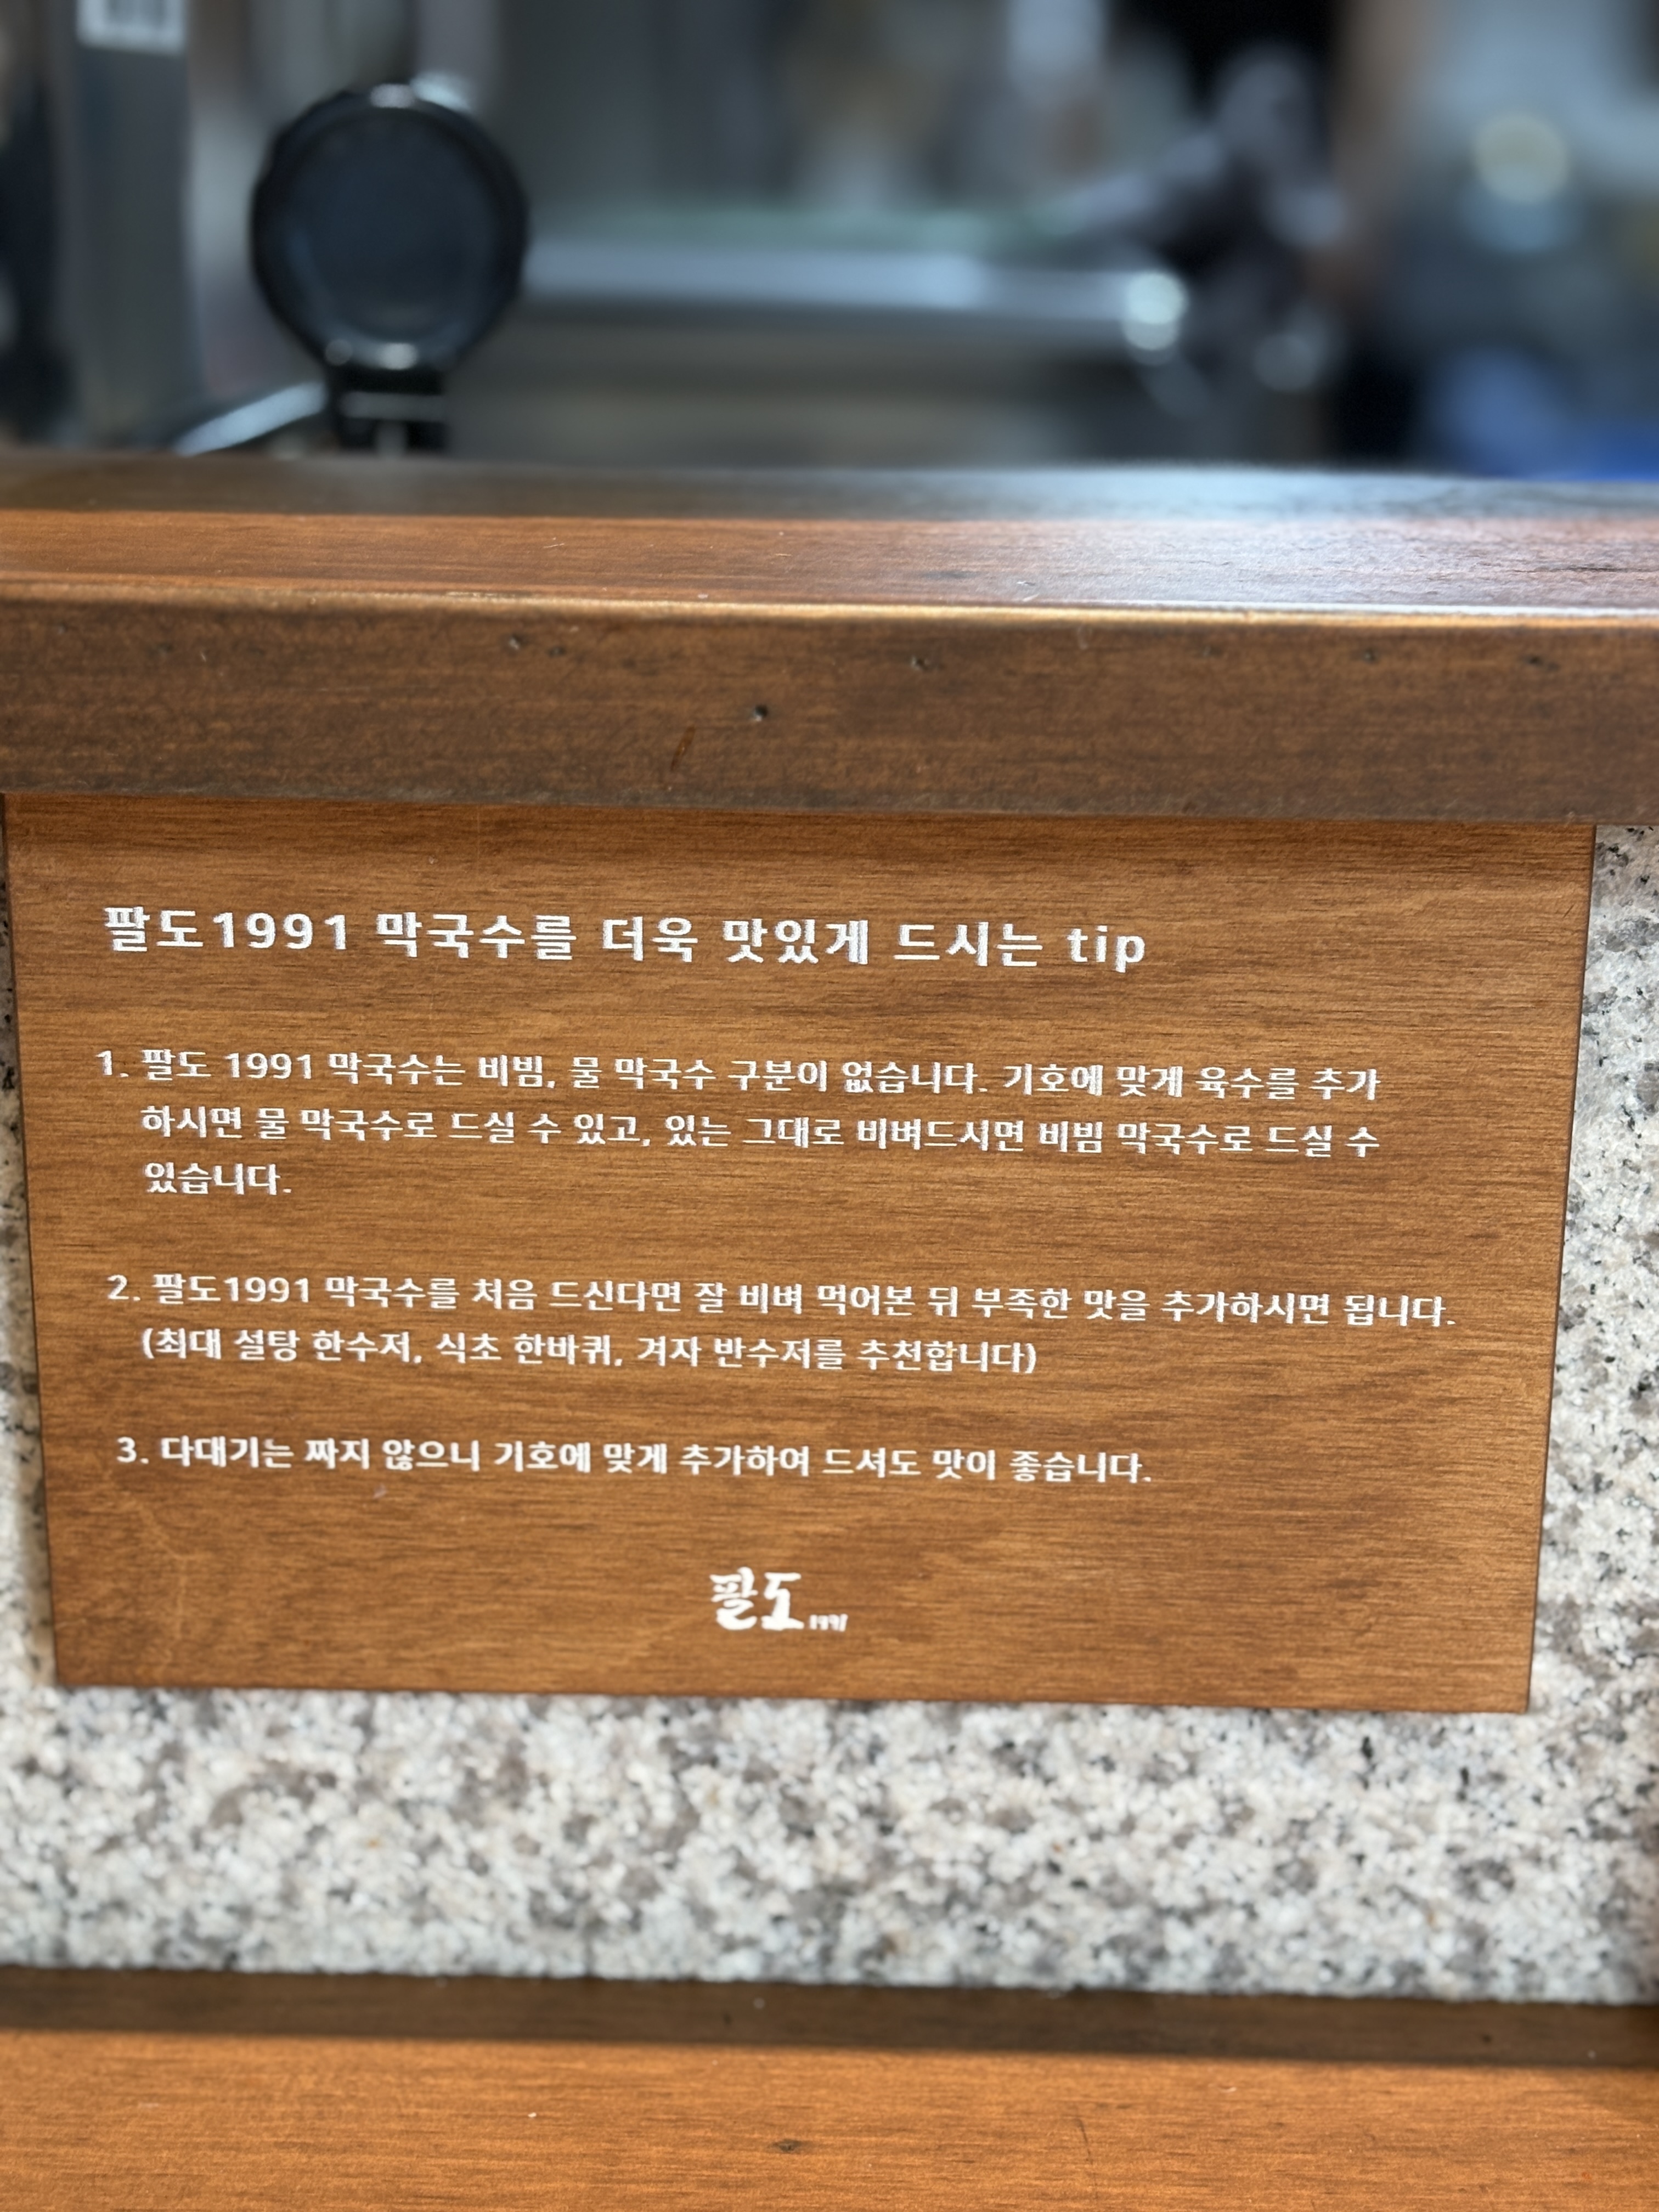 팔도1991 막국수를 더욱 맛있게 드시는 tip
1. 팔도 1991 막국수는 비빔, 물 막국수 구분이 없습니다. 기호에 맞게 육수를 추가
하시면 물 막국수로 드실 수 있고, 있는 그대로 비벼드시면 비빔 막국수로 드실 수
있습니다.
2. 팔도1991 막국수를 처음 드신다면 잘 비벼 먹어본 뒤 부족한 맛을 추가하시면 됩니다.
(최대 설탕 한수저, 식초 한바퀴, 겨자 반수저를 추천합니다)
3. 다대기는 짜지 않으니 기호에 맞게 추가하여 드셔도 맛이 좋습니다.
팔도 1991